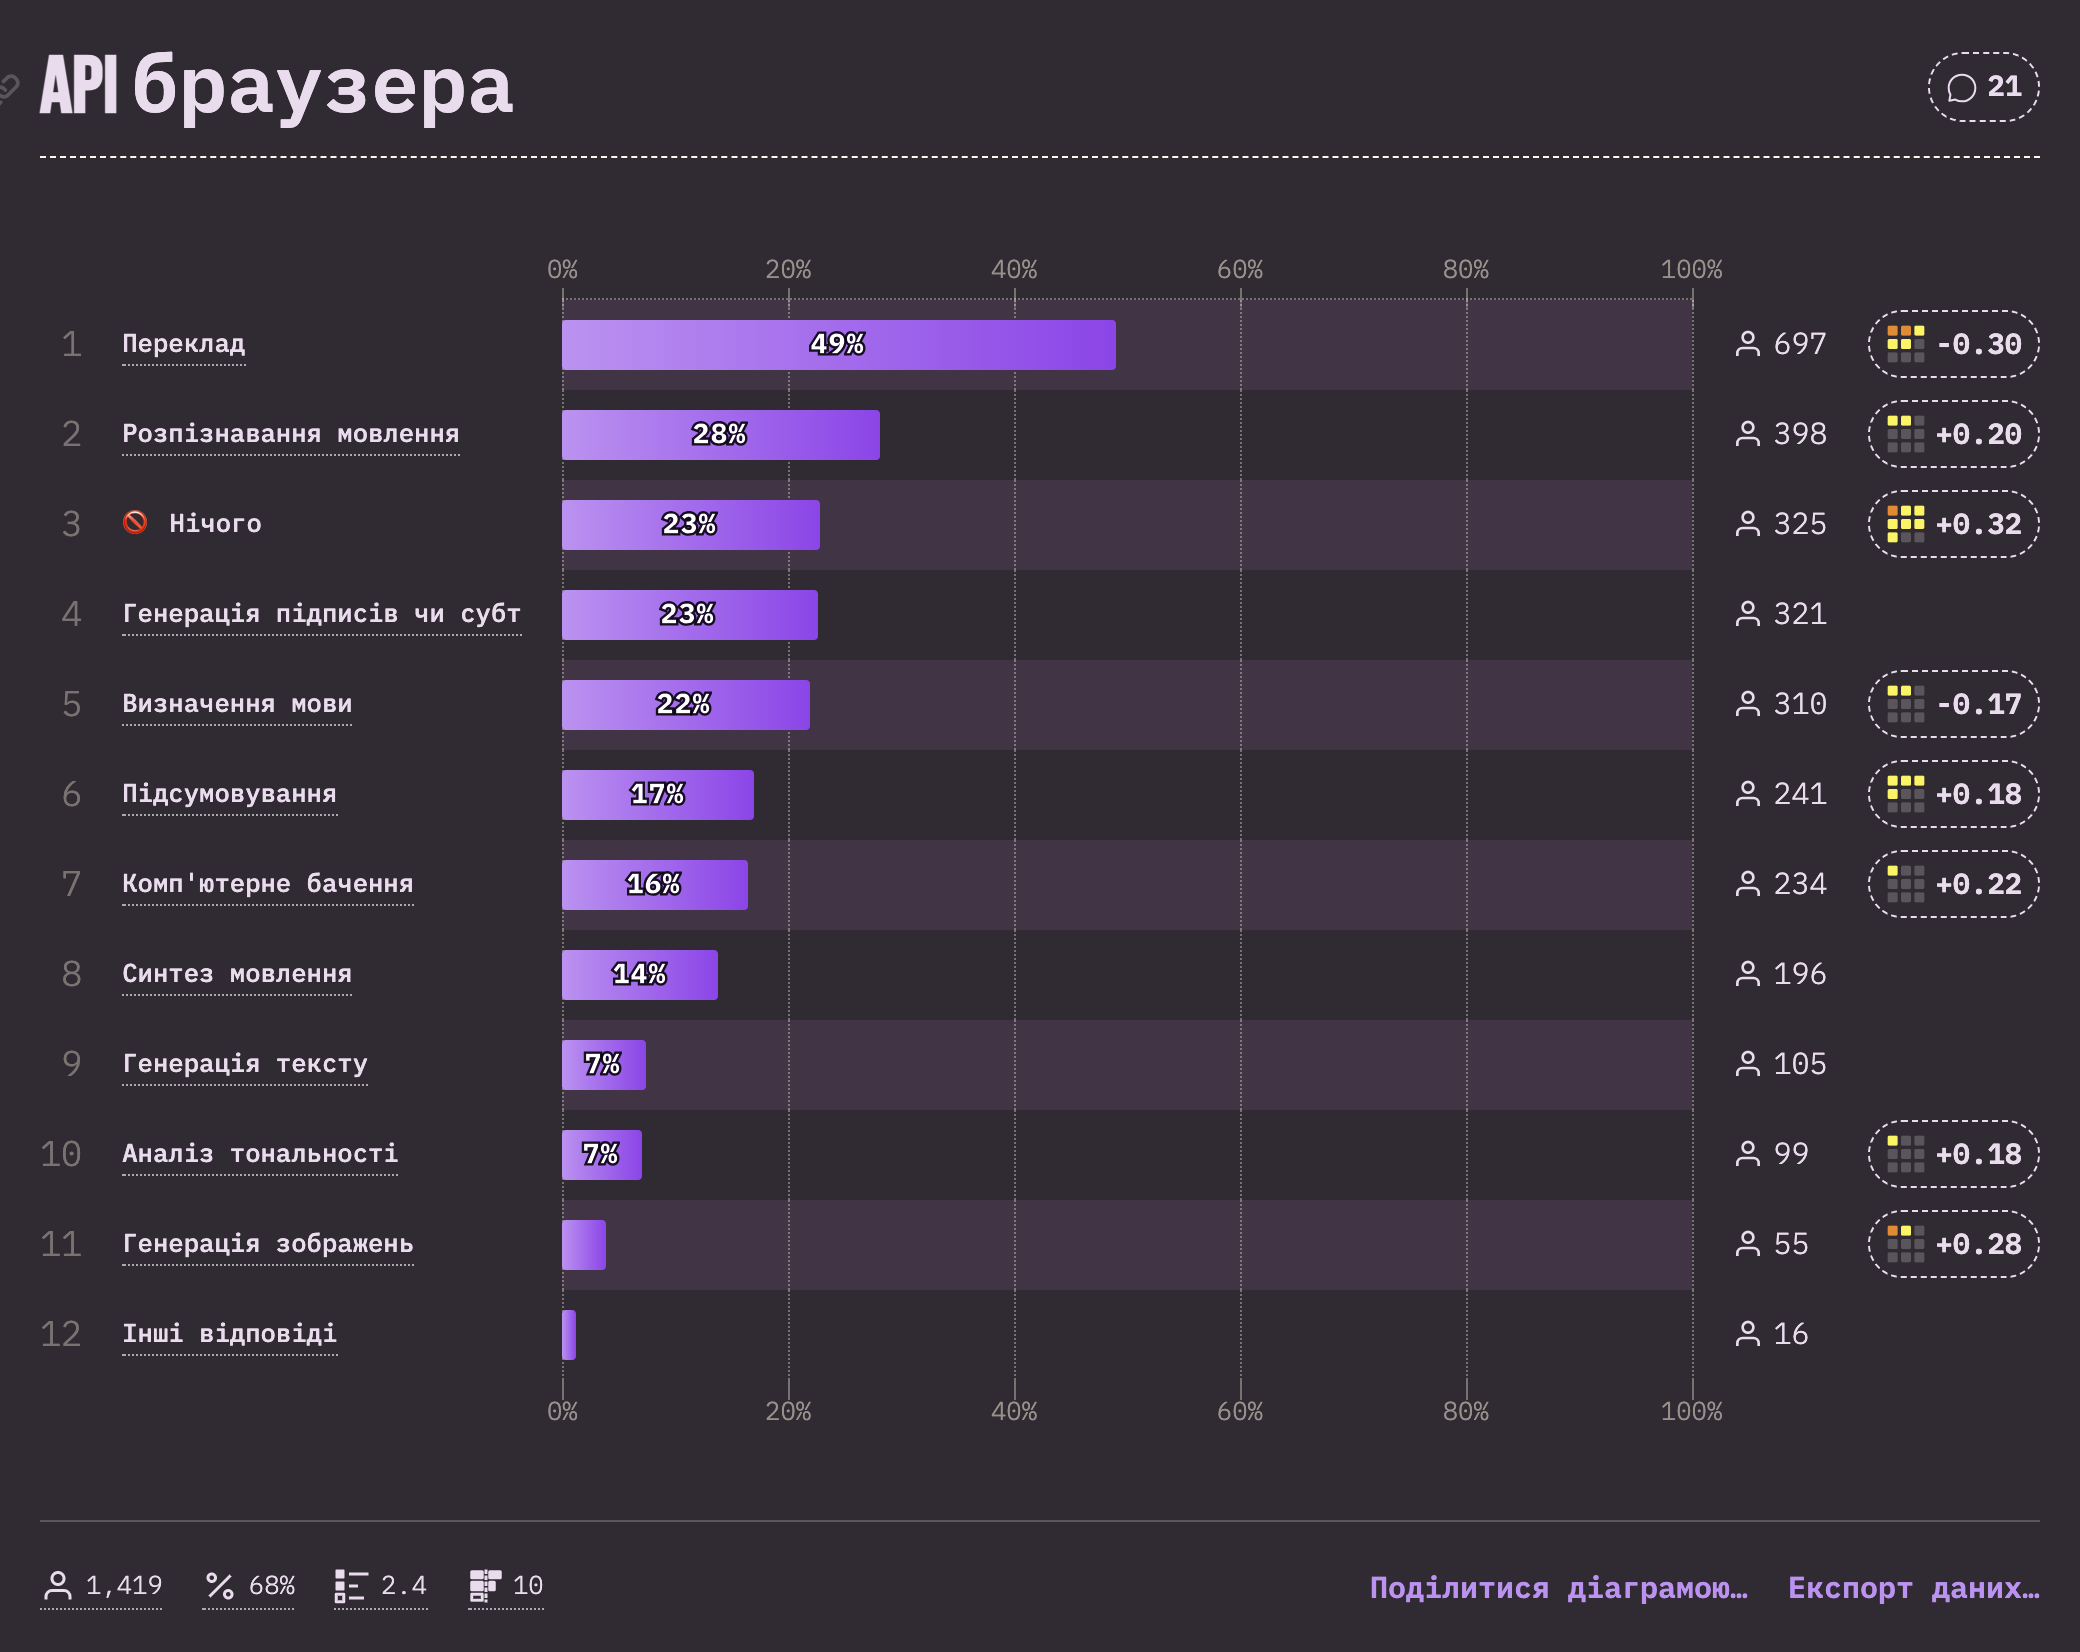 API браузера
21
0% 20% 40% 60% 80% 100%
1 Переклад 49% 697 -0.30
2 Розпізнавання мовлення 28% 398 +0.20
3 Нічого 23% 325 +0.32
4 Генерація підписів чи субт 23% 321
5 Визначення мови 22% 310 -0.17
6 Підсумовування 17% 241 +0.18
7 Комп'ютерне бачення 16% 234 +0.22
8 Синтез мовлення 14% 196
9 Генерація тексту 7% 105
10 Аналіз тональності 7% 99 +0.18
11 Генерація зображень 55 +0.28
12 Інші відповіді 16
0% 20% 40% 60% 80% 100%
1,419 68% 2.4 10 Поділитися діаграмою… Експорт даних…